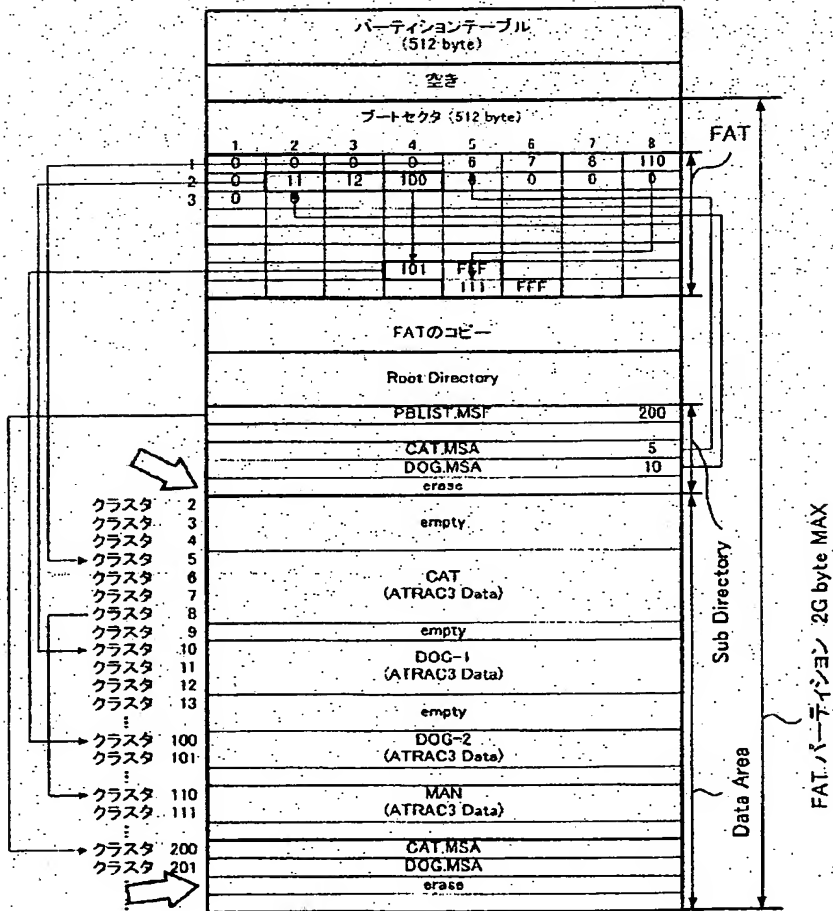 パーティションテーブル
(512 byte)
空き
ブートセクタ (512 byte)
FAT
1 2 3 4 5 6 7 8
1 0 0 0 0 6 7 8 110
2 0 11 12 100 0 0 0 0
3 0 0
101 FFF
111 FFF
FATのコピー
Root Directory
PBLIST.MSF 200
CAT.MSA 5
DOG.MSA 10
erase
クラスタ 2
クラスタ 3
クラスタ 4
クラスタ 5
クラスタ 6
クラスタ 7
クラスタ 8
クラスタ 9
クラスタ 10
クラスタ 11
クラスタ 12
クラスタ 13
クラスタ 100
クラスタ 101
クラスタ 110
クラスタ 111
クラスタ 200
クラスタ 201
empty
CAT
(ATRAC3 Data)
empty
DOG-1
(ATRAC3 Data)
empty
DOG-2
(ATRAC3 Data)
MAN
(ATRAC3 Data)
CAT.MSA
DOG.MSA
erase
Sub Directory
Data Area
FAT パーティション 2G byte MAX